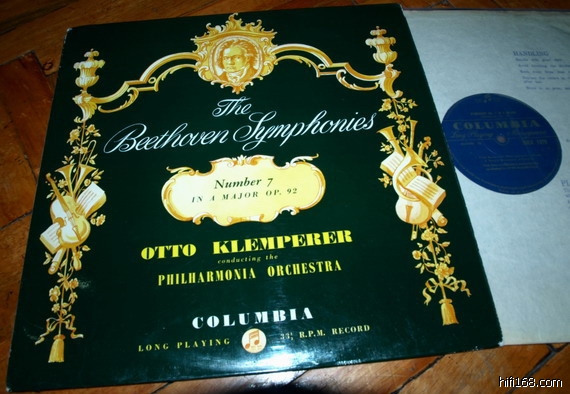 The
Beethoven Symphonies
Number 7
IN A MAJOR OP. 92
OTTO KLEMPERER
conducting the
PHILHARMONIA ORCHESTRA
COLUMBIA
LONG PLAYING 33⅓ R.P.M. RECORD
HANDLING
COLUMBIA
hifi168.com